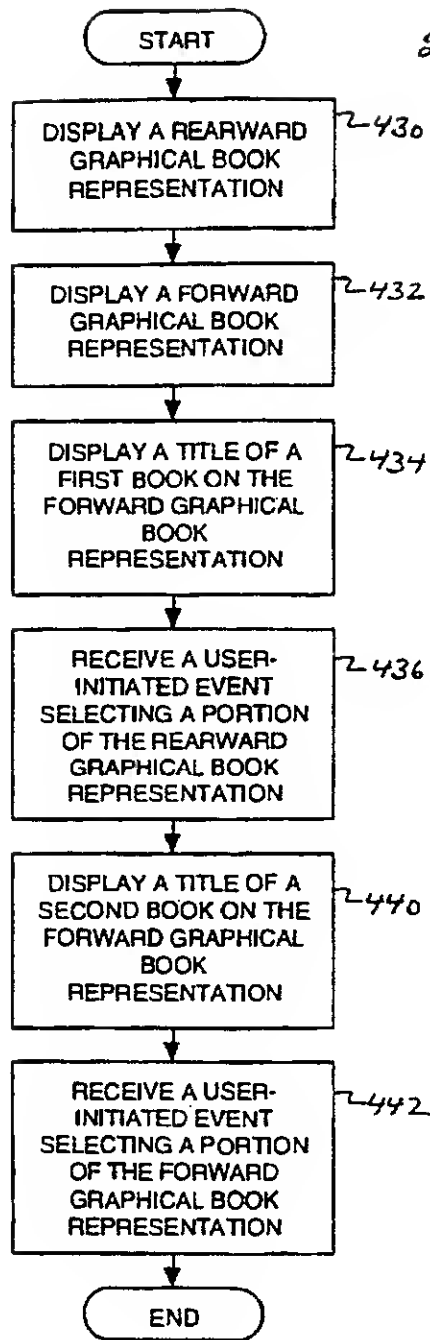 START
DISPLAY A REARWARD
GRAPHICAL BOOK
REPRESENTATION
430
DISPLAY A FORWARD
GRAPHICAL BOOK
REPRESENTATION
432
DISPLAY A TITLE OF A
FIRST BOOK ON THE
FORWARD GRAPHICAL
BOOK
REPRESENTATION
434
RECEIVE A USER-
INITIATED EVENT
SELECTING A PORTION
OF THE REARWARD
GRAPHICAL BOOK
REPRESENTATION
436
DISPLAY A TITLE OF A
SECOND BOOK ON THE
FORWARD GRAPHICAL
BOOK
REPRESENTATION
440
RECEIVE A USER-
INITIATED EVENT
SELECTING A PORTION
OF THE FORWARD
GRAPHICAL BOOK
REPRESENTATION
442
END